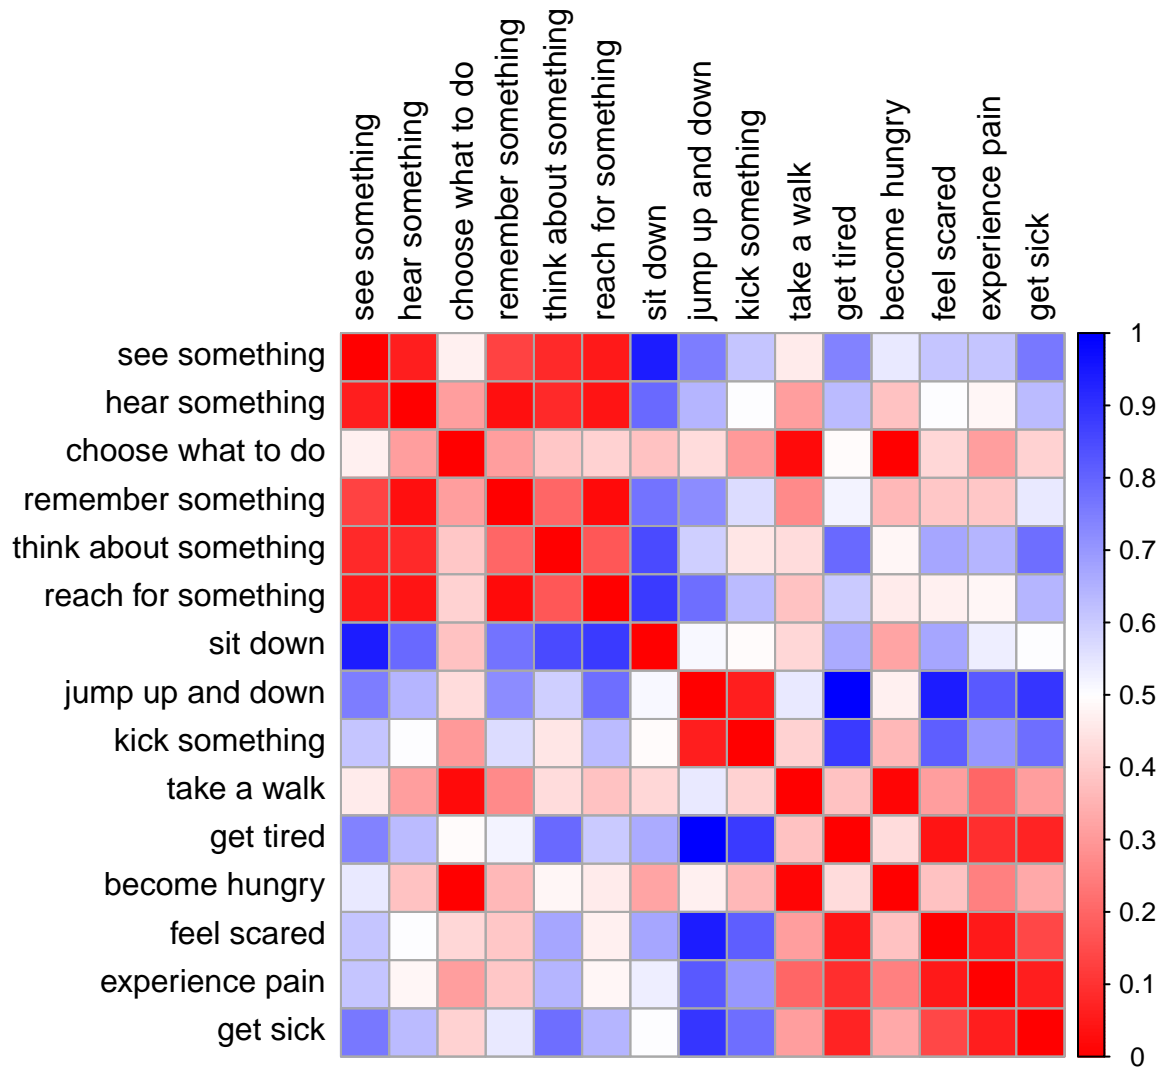 see something
hear something
choose what to do
remember something
think about something
reach for something
sit down
jump up and down
kick something
take a walk
get tired
become hungry
feel scared
experience pain
get sick
see something
hear something
choose what to do
remember something
think about something
reach for something
sit down
jump up and down
kick something
take a walk
get tired
become hungry
feel scared
experience pain
get sick
1
0.9
0.8
0.7
0.6
0.5
0.4
0.3
0.2
0.1
0